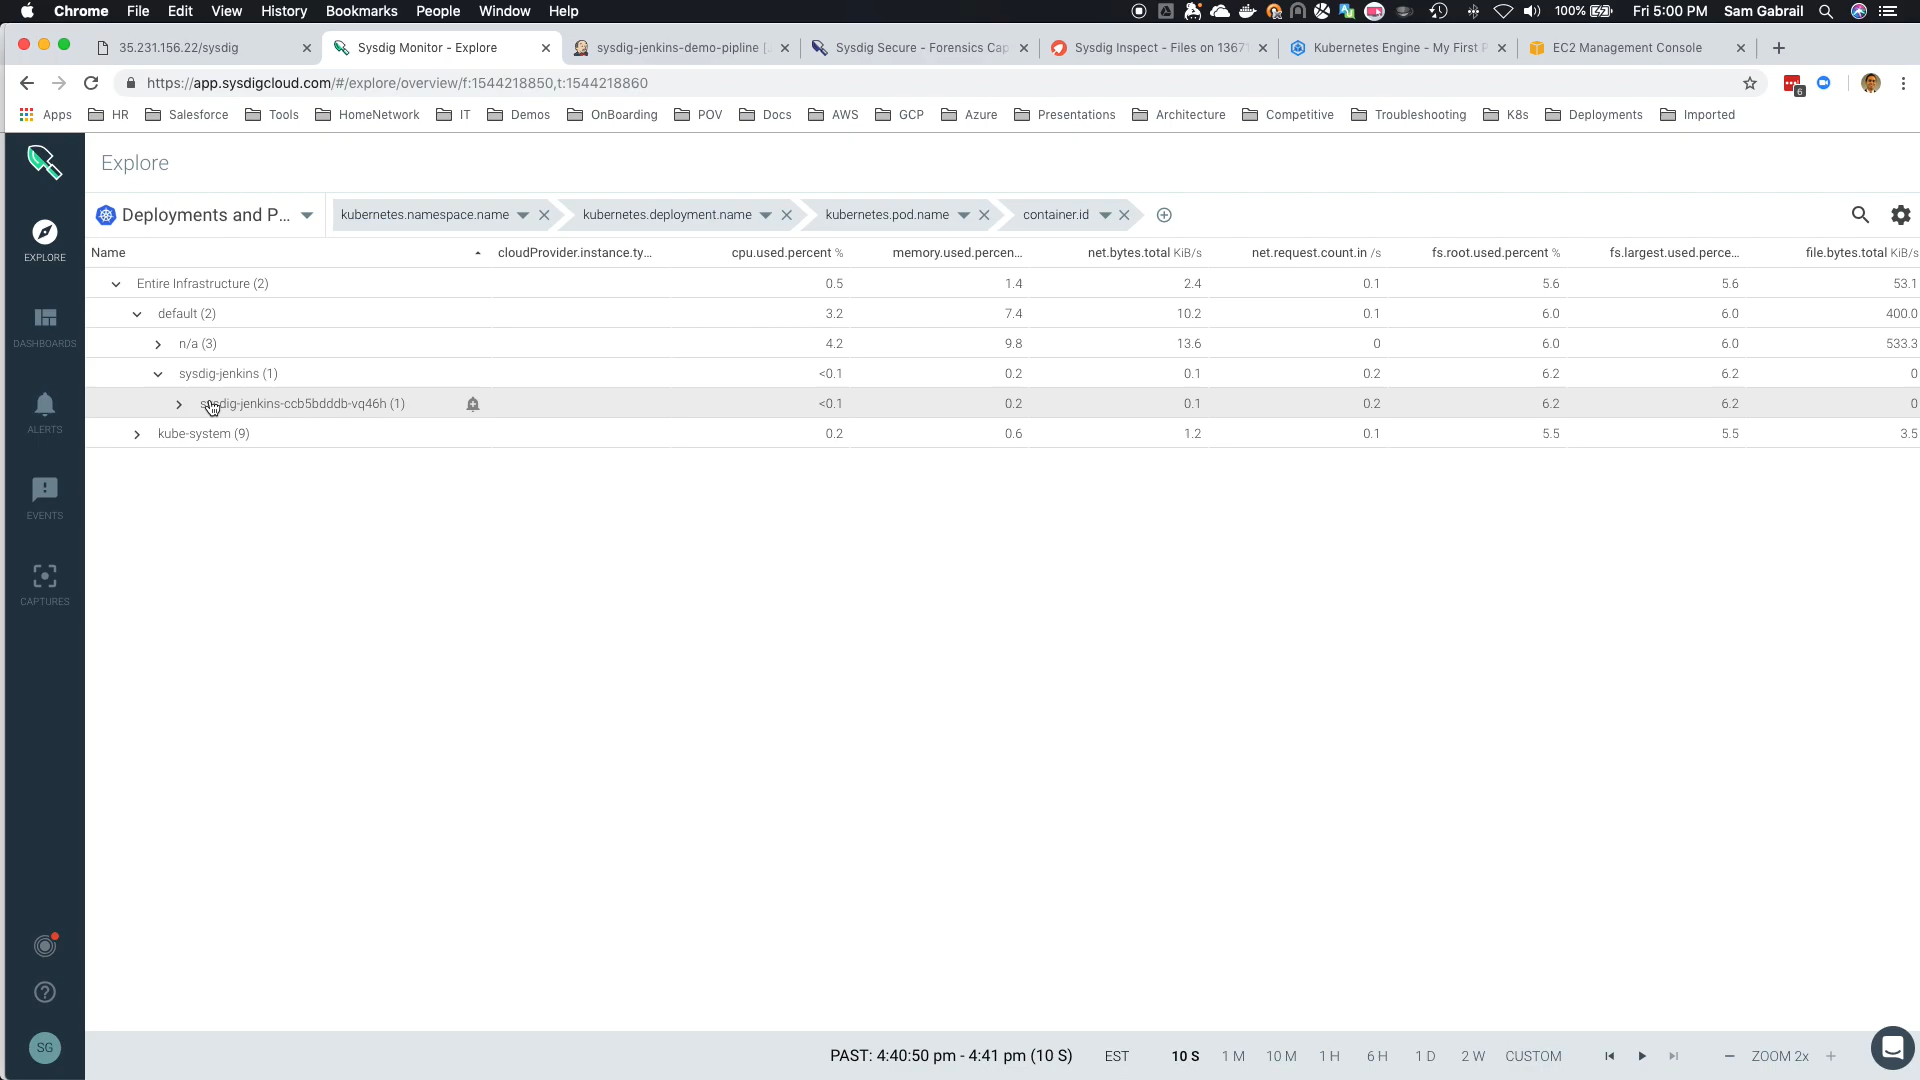 Chrome File Edit View History Bookmarks People Window Help 100% Fri 5:00 PM Sam Gabrail
35.231.156.22/sysdig Sysdig Monitor - Explore sysdig-jenkins-demo-pipline [ Sysdig Secure - Forensics Cap Sysdig Inspect - Files on 13671 Kubernetes Engine - My First P EC2 Management Console
https://app.sysdigcloud.com/#/explore/overview/f:1544218850,t:1544218860 6
Apps HR Salesforce Tools HomeNetwork IT Demos OnBoarding POV Docs AWS GCP Azure Presentations Architecture Competitive Troubleshooting K8s Deployments Imported
Explore
Deployments and P... kubernetes.namespace.name kubernetes.deployment.name kubernetes.pod.name container.id
Name cloudProvider.instance.ty... cpu.used.percent % memory.used.percen... net.bytes.total KiB/s net.request.count.in /s fs.root.used.percent % fs.largest.used.perce... file.bytes.total KiB/s
Entire Infrastructure (2) 0.5 1.4 2.4 0.1 5.6 5.6 53.1
default (2) 3.2 7.4 10.2 0.1 6.0 6.0 400.0
n/a (3) 4.2 9.8 13.6 0 6.0 6.0 533.3
sysdig-jenkins (1) <0.1 0.2 0.1 0.2 6.2 6.2 0
sysdig-jenkins-ccb5bdddb-vq46h (1) <0.1 0.2 0.1 0.2 6.2 6.2 0
kube-system (9) 0.2 0.6 1.2 0.1 5.5 5.5 3.5
EXPLORE
DASHBOARDS
ALERTS
EVENTS
CAPTURES
SG
PAST: 4:40:50 pm - 4:41 pm (10 S) EST 10 S 1 M 10 M 1 H 6 H 1 D 2 W CUSTOM ZOOM 2x